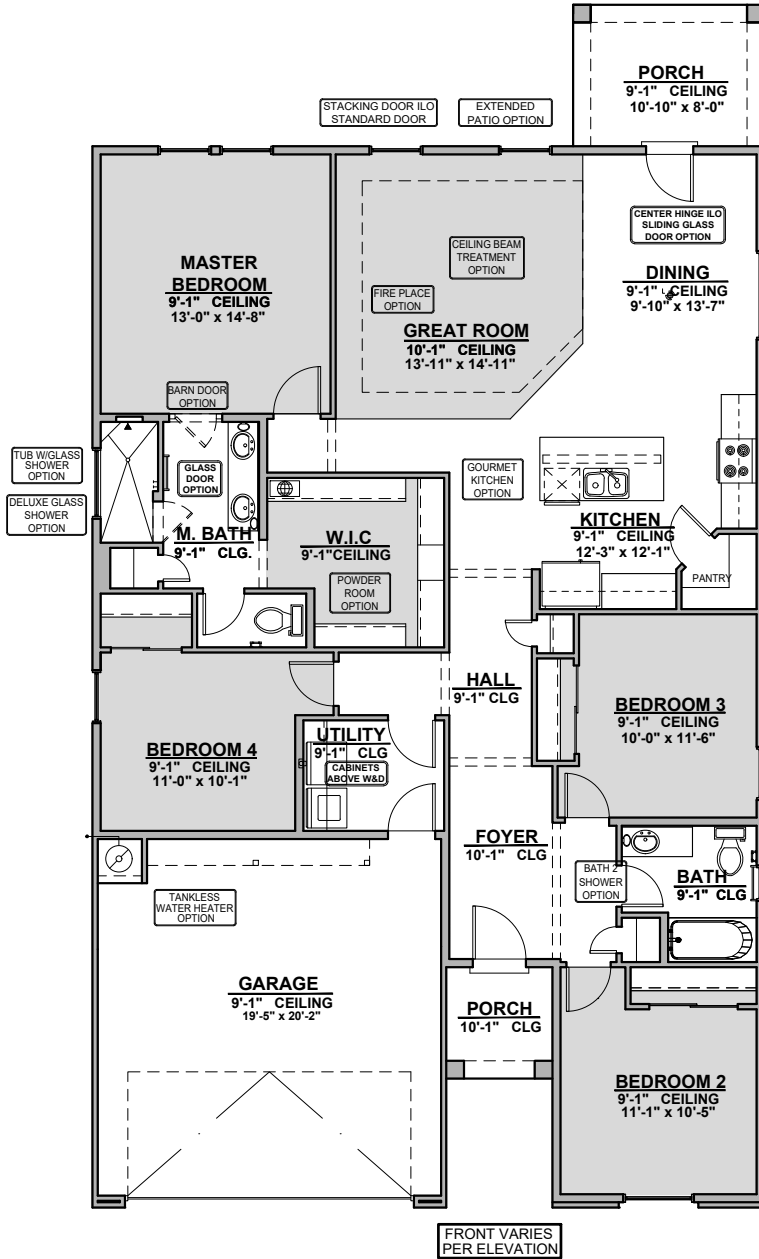 PORCH
9'-1" CEILING
10'-10" x 8'-0"
STACKING DOOR ILO
STANDARD DOOR
EXTENDED
PATIO OPTION
CENTER HINGE ILO
SLIDING GLASS
DOOR OPTION
MASTER
BEDROOM
9'-1" CEILING
13'-0" x 14'-8"
CEILING BEAM
TREATMENT
OPTION
FIRE PLACE
OPTION
GREAT ROOM
10'-1" CEILING
13'-11" x 14'-11"
DINING
9'-1" CEILING
9'-10" x 13'-7"
BARN DOOR
OPTION
TUB W/GLASS
SHOWER
OPTION
DELUXE GLASS
SHOWER
OPTION
GLASS
DOOR
OPTION
M. BATH
9'-1" CLG.
W.I.C
9'-1"CEILING
POWDER
ROOM
OPTION
GOURMET
KITCHEN
OPTION
KITCHEN
9'-1" CEILING
12'-3" x 12'-1"
PANTRY
HALL
9'-1" CLG
BEDROOM 3
9'-1" CEILING
10'-0" x 11'-6"
BEDROOM 4
9'-1" CEILING
11'-0" x 10'-1"
UTILITY
9'-1" CLG
CABINETS
ABOVE W&D
FOYER
10'-1" CLG
BATH 2
SHOWER
OPTION
BATH
9'-1" CLG
TANKLESS
WATER HEATER
OPTION
GARAGE
9'-1" CEILING
19'-5" x 20'-2"
PORCH
10'-1" CLG
BEDROOM 2
9'-1" CEILING
11'-1" x 10'-5"
FRONT VARIES
PER ELEVATION